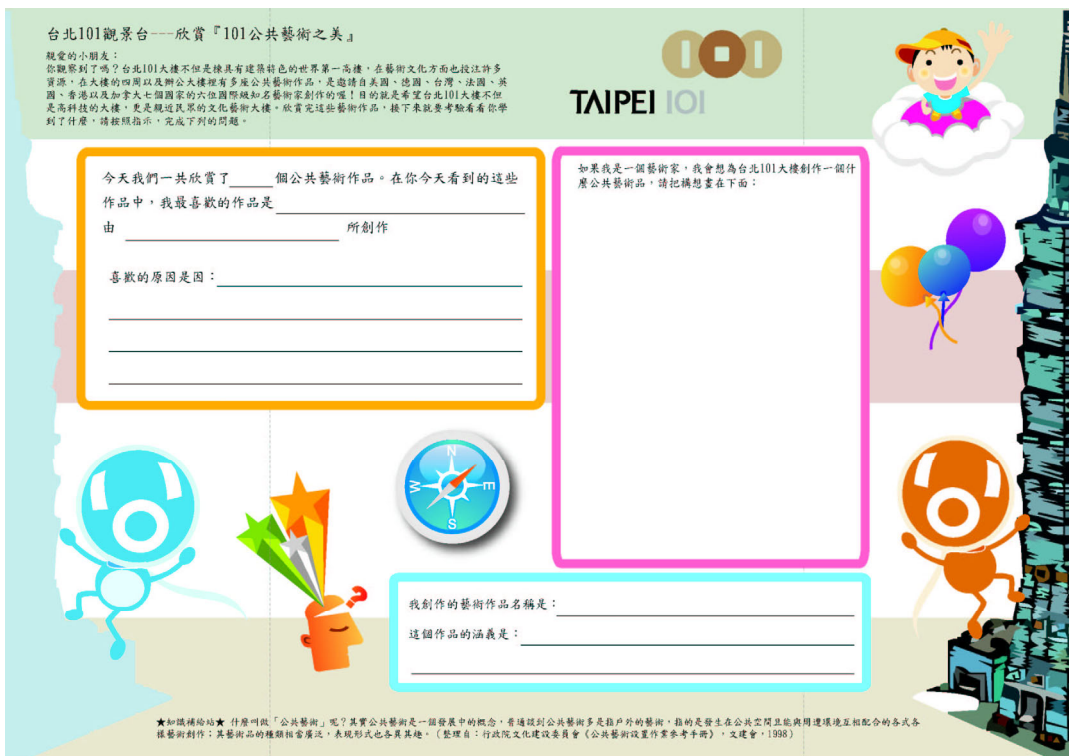 台北101觀景台---欣賞『101公共藝術之美』
親愛的小朋友：
你觀察到了嗎？台北101大樓不但是棟具有建築特色的世界第一高樓，在藝術文化方面也投注許多
資源，在大樓的四周以及辦公大樓裡有多座公共藝術作品，是邀請自美國、德國、台灣、法國、英
國、香港以及加拿大七個國家的六位國際級知名藝術家創作的喔！目的就是希望台北101大樓不但
是高科技的大樓，更是親近民眾的文化藝術大樓。欣賞完這些藝術作品，接下來就要考驗看看你學
到了什麼，請按照指示，完成下列的問題。
TAIPEI 101
今天我們一共欣賞了_____個公共藝術作品。在你今天看到的這些
作品中，我最喜歡的作品是
由 所創作
喜歡的原因是因：
如果我是一個藝術家，我會想為台北101大樓創作一個什
麼公共藝術品，請把構想畫在下面：
N
W E
S
我創作的藝術作品名稱是：
這個作品的涵義是：
★知識補給站★ 什麼叫做「公共藝術」呢？其實公共藝術是一個發展中的概念，普遍談到公共藝術多是指戶外的藝術，指的是發生在公共空間且能與周遭環境互相配合的各式各
樣藝術創作；其藝術品的種類相當廣泛，表現形式也各異其趣。（整理自：行政院文化建設委員會《公共藝術設置作業參考手冊》，文建會，1998）